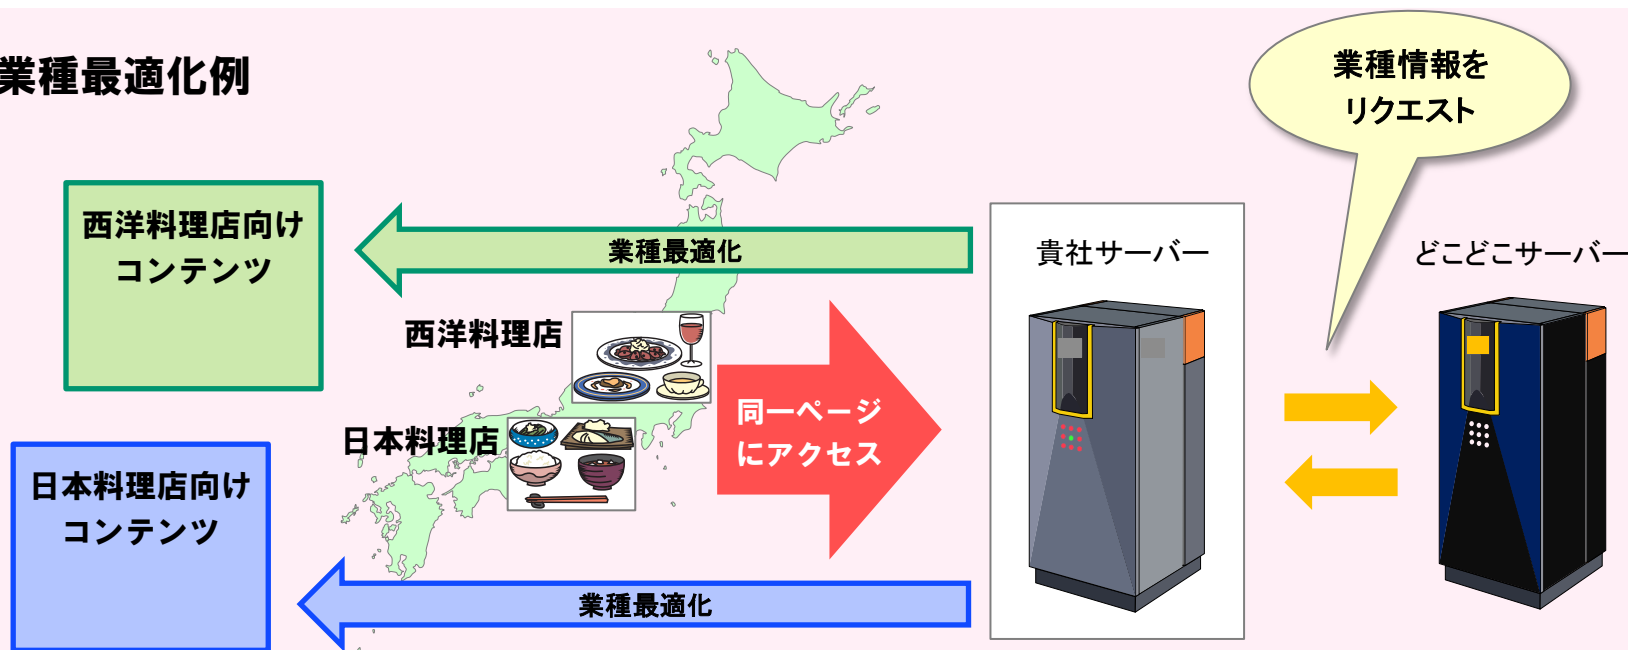 業種最適化例
業種情報を
リクエスト
西洋料理店向け
コンテンツ
業種最適化
貴社サーバー
どこどこサーバー
西洋料理店
同一ページ
にアクセス
日本料理店
日本料理店向け
コンテンツ
業種最適化